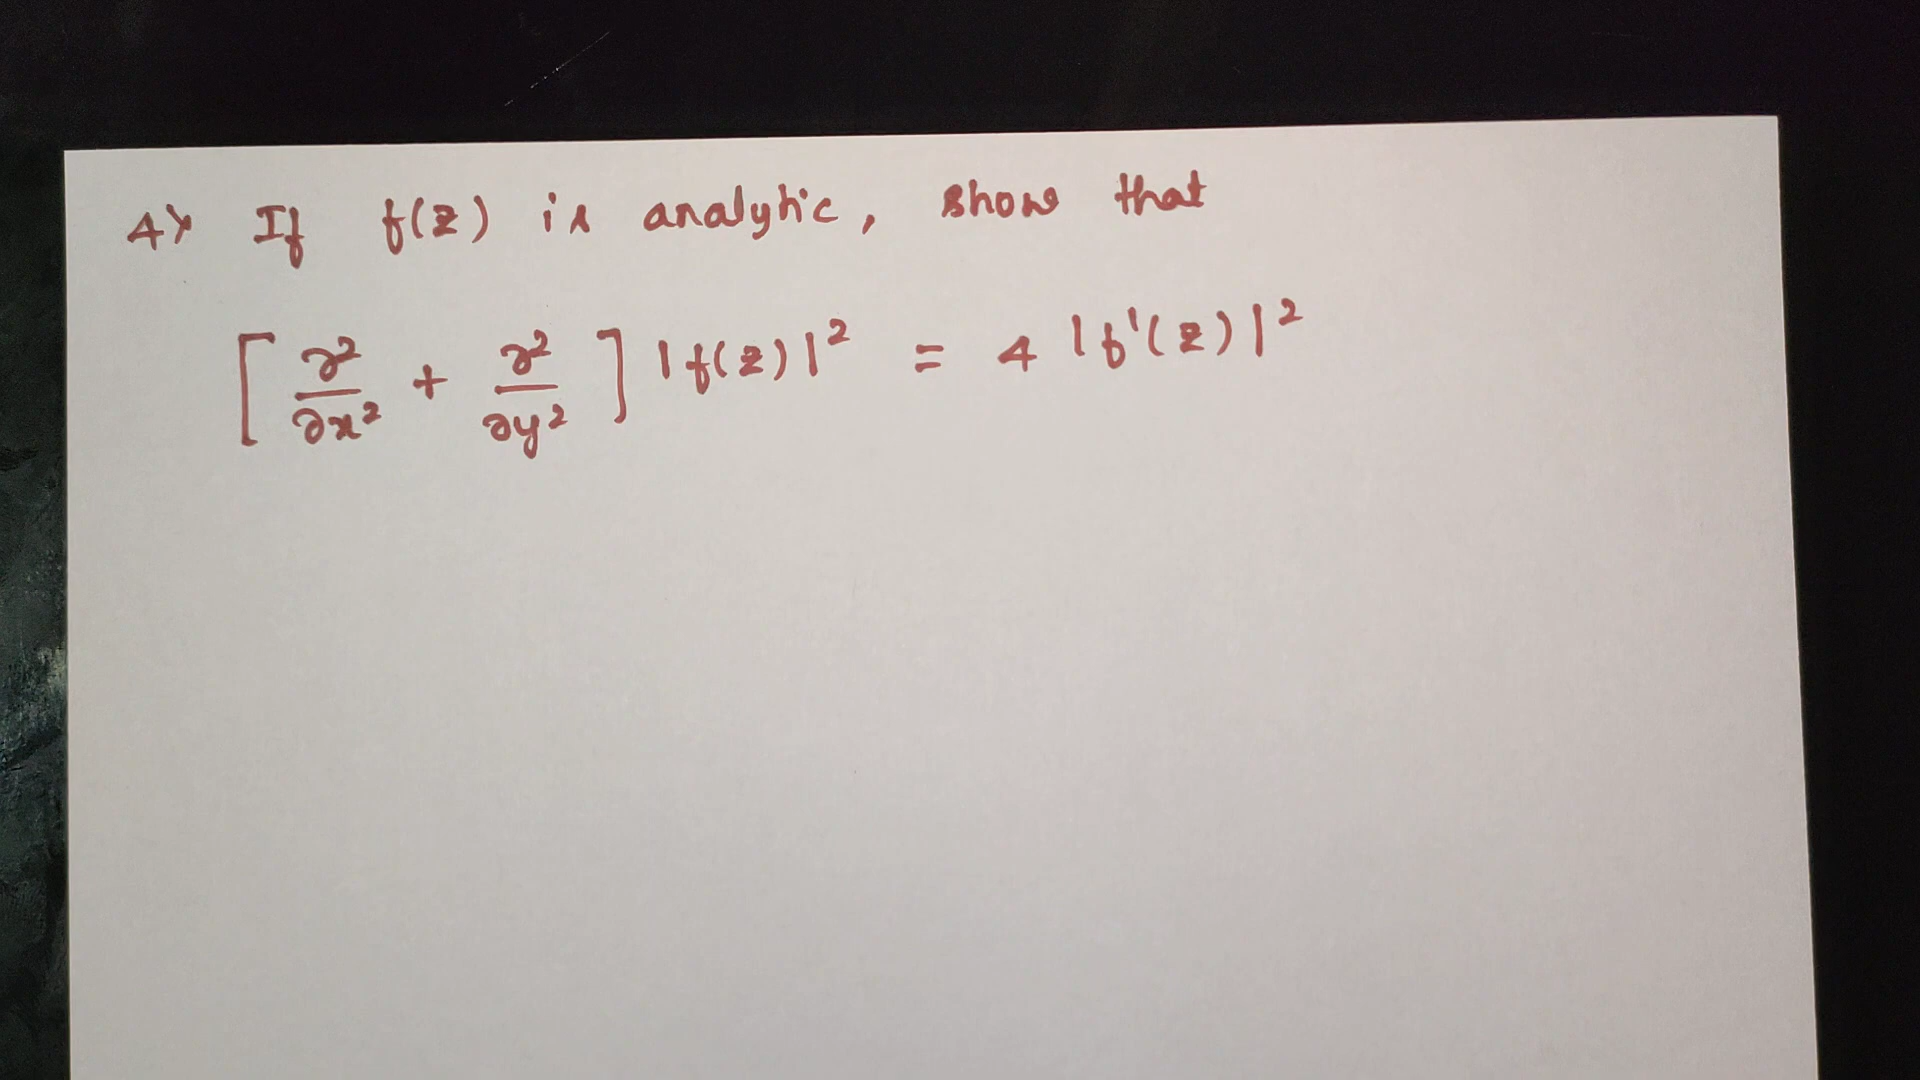 4) If f(z) is analytic, show that
[ ∂²/∂x² + ∂²/∂y² ] |f(z)|² = 4 |f'(z)|²